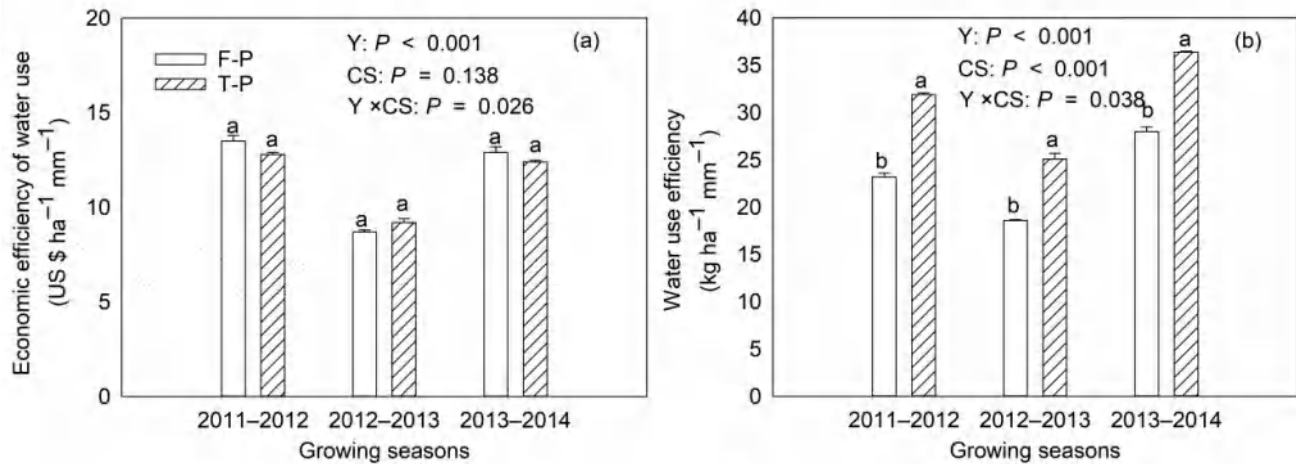 Economic efficiency of water use
(US $ ha⁻¹ mm⁻¹)
20
15
10
5
0
F-P
T-P
Y: P < 0.001
CS: P = 0.138
Y ×CS: P = 0.026
(a)
a a
a a
a a
2011–2012 2012–2013 2013–2014
Growing seasons
Water use efficiency
(kg ha⁻¹ mm⁻¹)
40
35
30
25
20
15
10
5
0
Y: P < 0.001
CS: P < 0.001
Y ×CS: P = 0.038
(b)
b a
b a
b a
2011–2012 2012–2013 2013–2014
Growing seasons